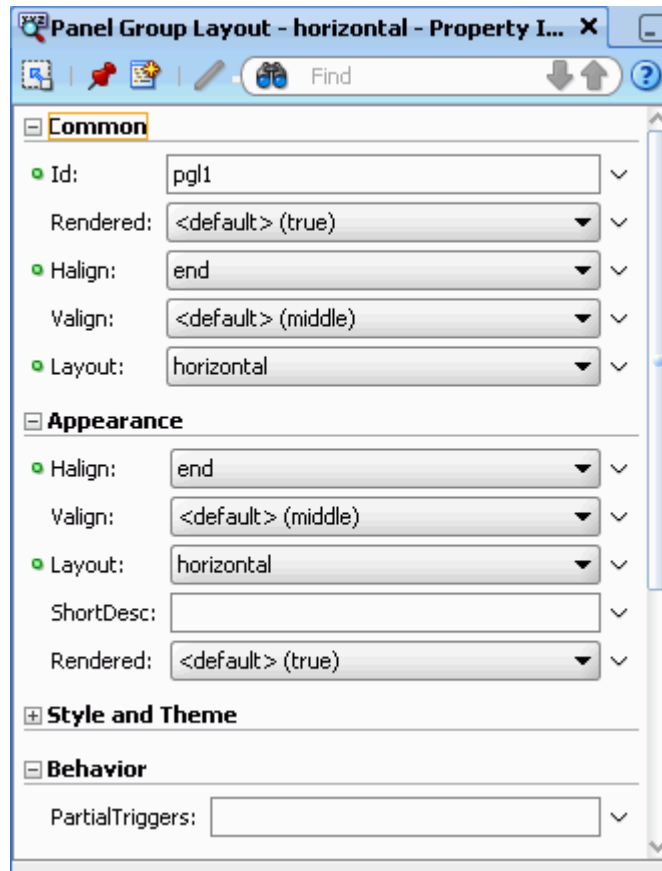 Panel Group Layout - horizontal - Property I...
Find
Common
Id: pgl1
Rendered: <default> (true)
Halign: end
Valign: <default> (middle)
Layout: horizontal
Appearance
Halign: end
Valign: <default> (middle)
Layout: horizontal
ShortDesc:
Rendered: <default> (true)
Style and Theme
Behavior
PartialTriggers: